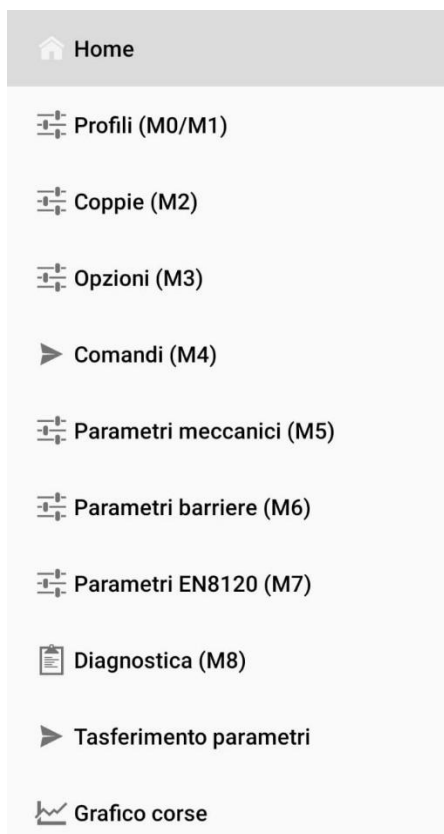 Home
Profili (M0/M1)
Coppie (M2)
Opzioni (M3)
Comandi (M4)
Parametri meccanici (M5)
Parametri barriere (M6)
Parametri EN8120 (M7)
Diagnostica (M8)
Tasferimento parametri
Grafico corse